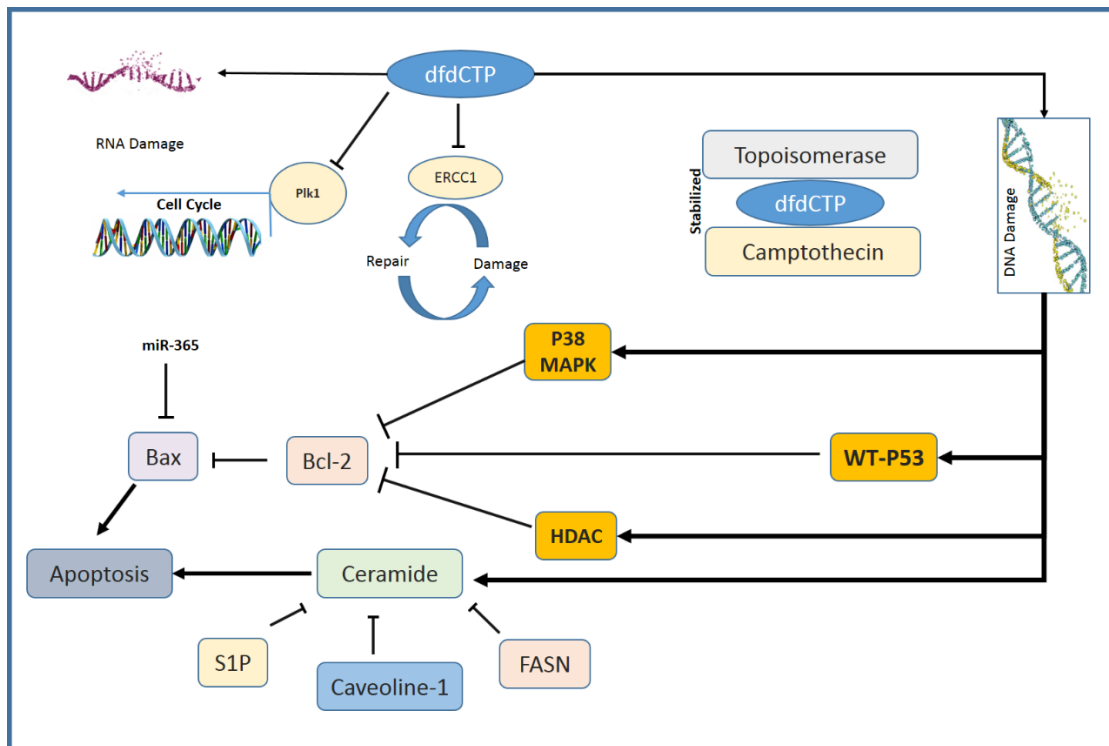 dfdCTP
RNA Damage
Plk1
ERCC1
Cell Cycle
Repair
Damage
Stabilized
Topoisomerase
dfdCTP
Camptothecin
DNA Damage
miR-365
P38
MAPK
Bax
Bcl-2
WT-P53
HDAC
Apoptosis
Ceramide
S1P
Caveoline-1
FASN